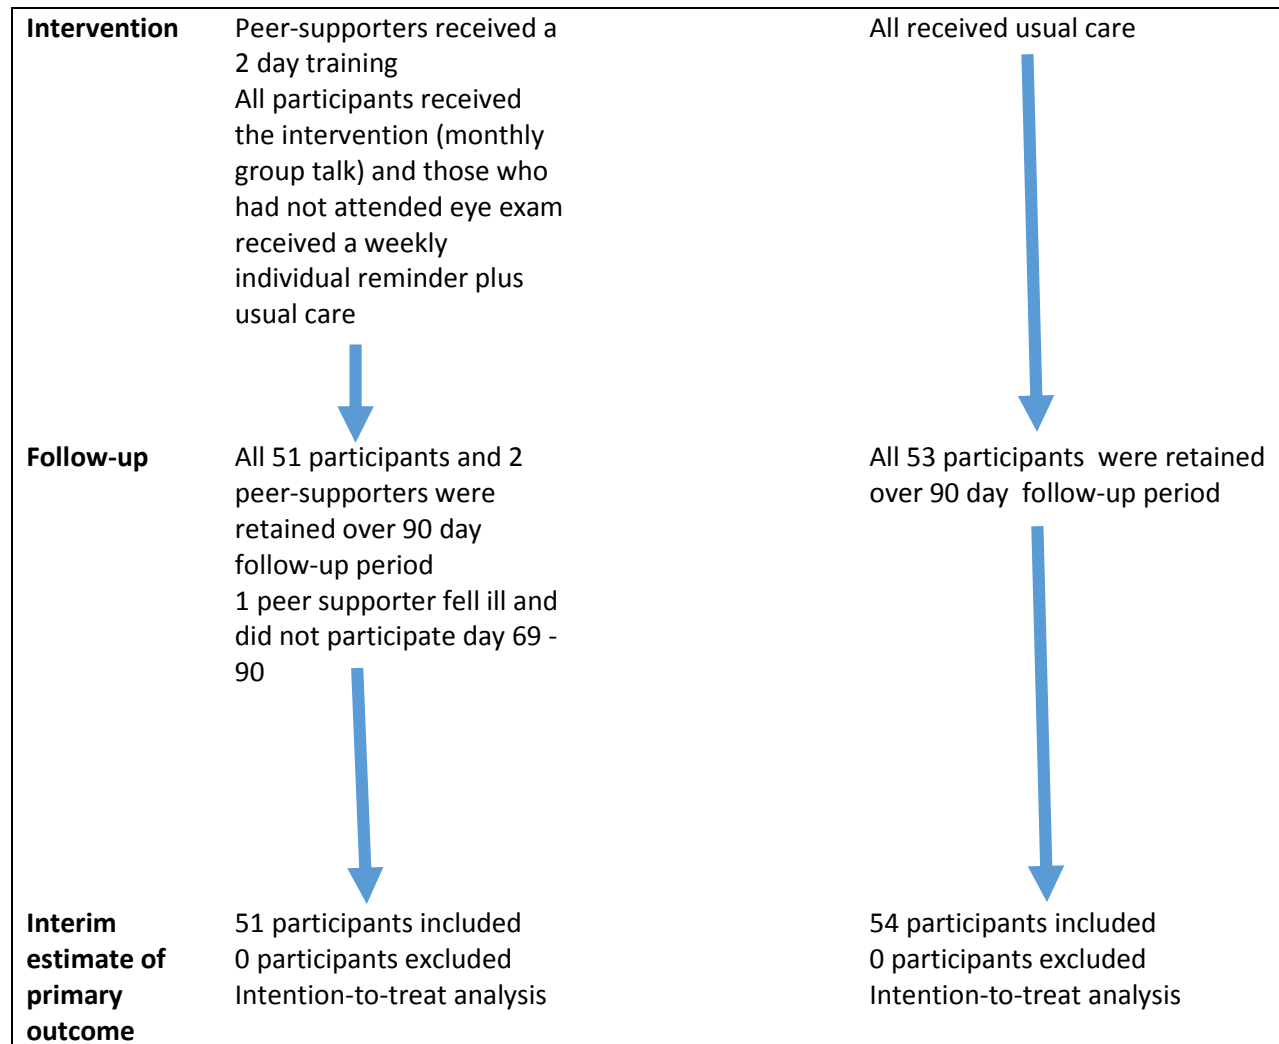 Intervention
Peer-supporters received a
2 day training
All participants received
the intervention (monthly
group talk) and those who
had not attended eye exam
received a weekly
individual reminder plus
usual care
All received usual care
Follow-up
All 51 participants and 2
peer-supporters were
retained over 90 day
follow-up period
1 peer supporter fell ill and
did not participate day 69 -
90
All 53 participants were retained
over 90 day follow-up period
Interim
estimate of
primary
outcome
51 participants included
0 participants excluded
Intention-to-treat analysis
54 participants included
0 participants excluded
Intention-to-treat analysis